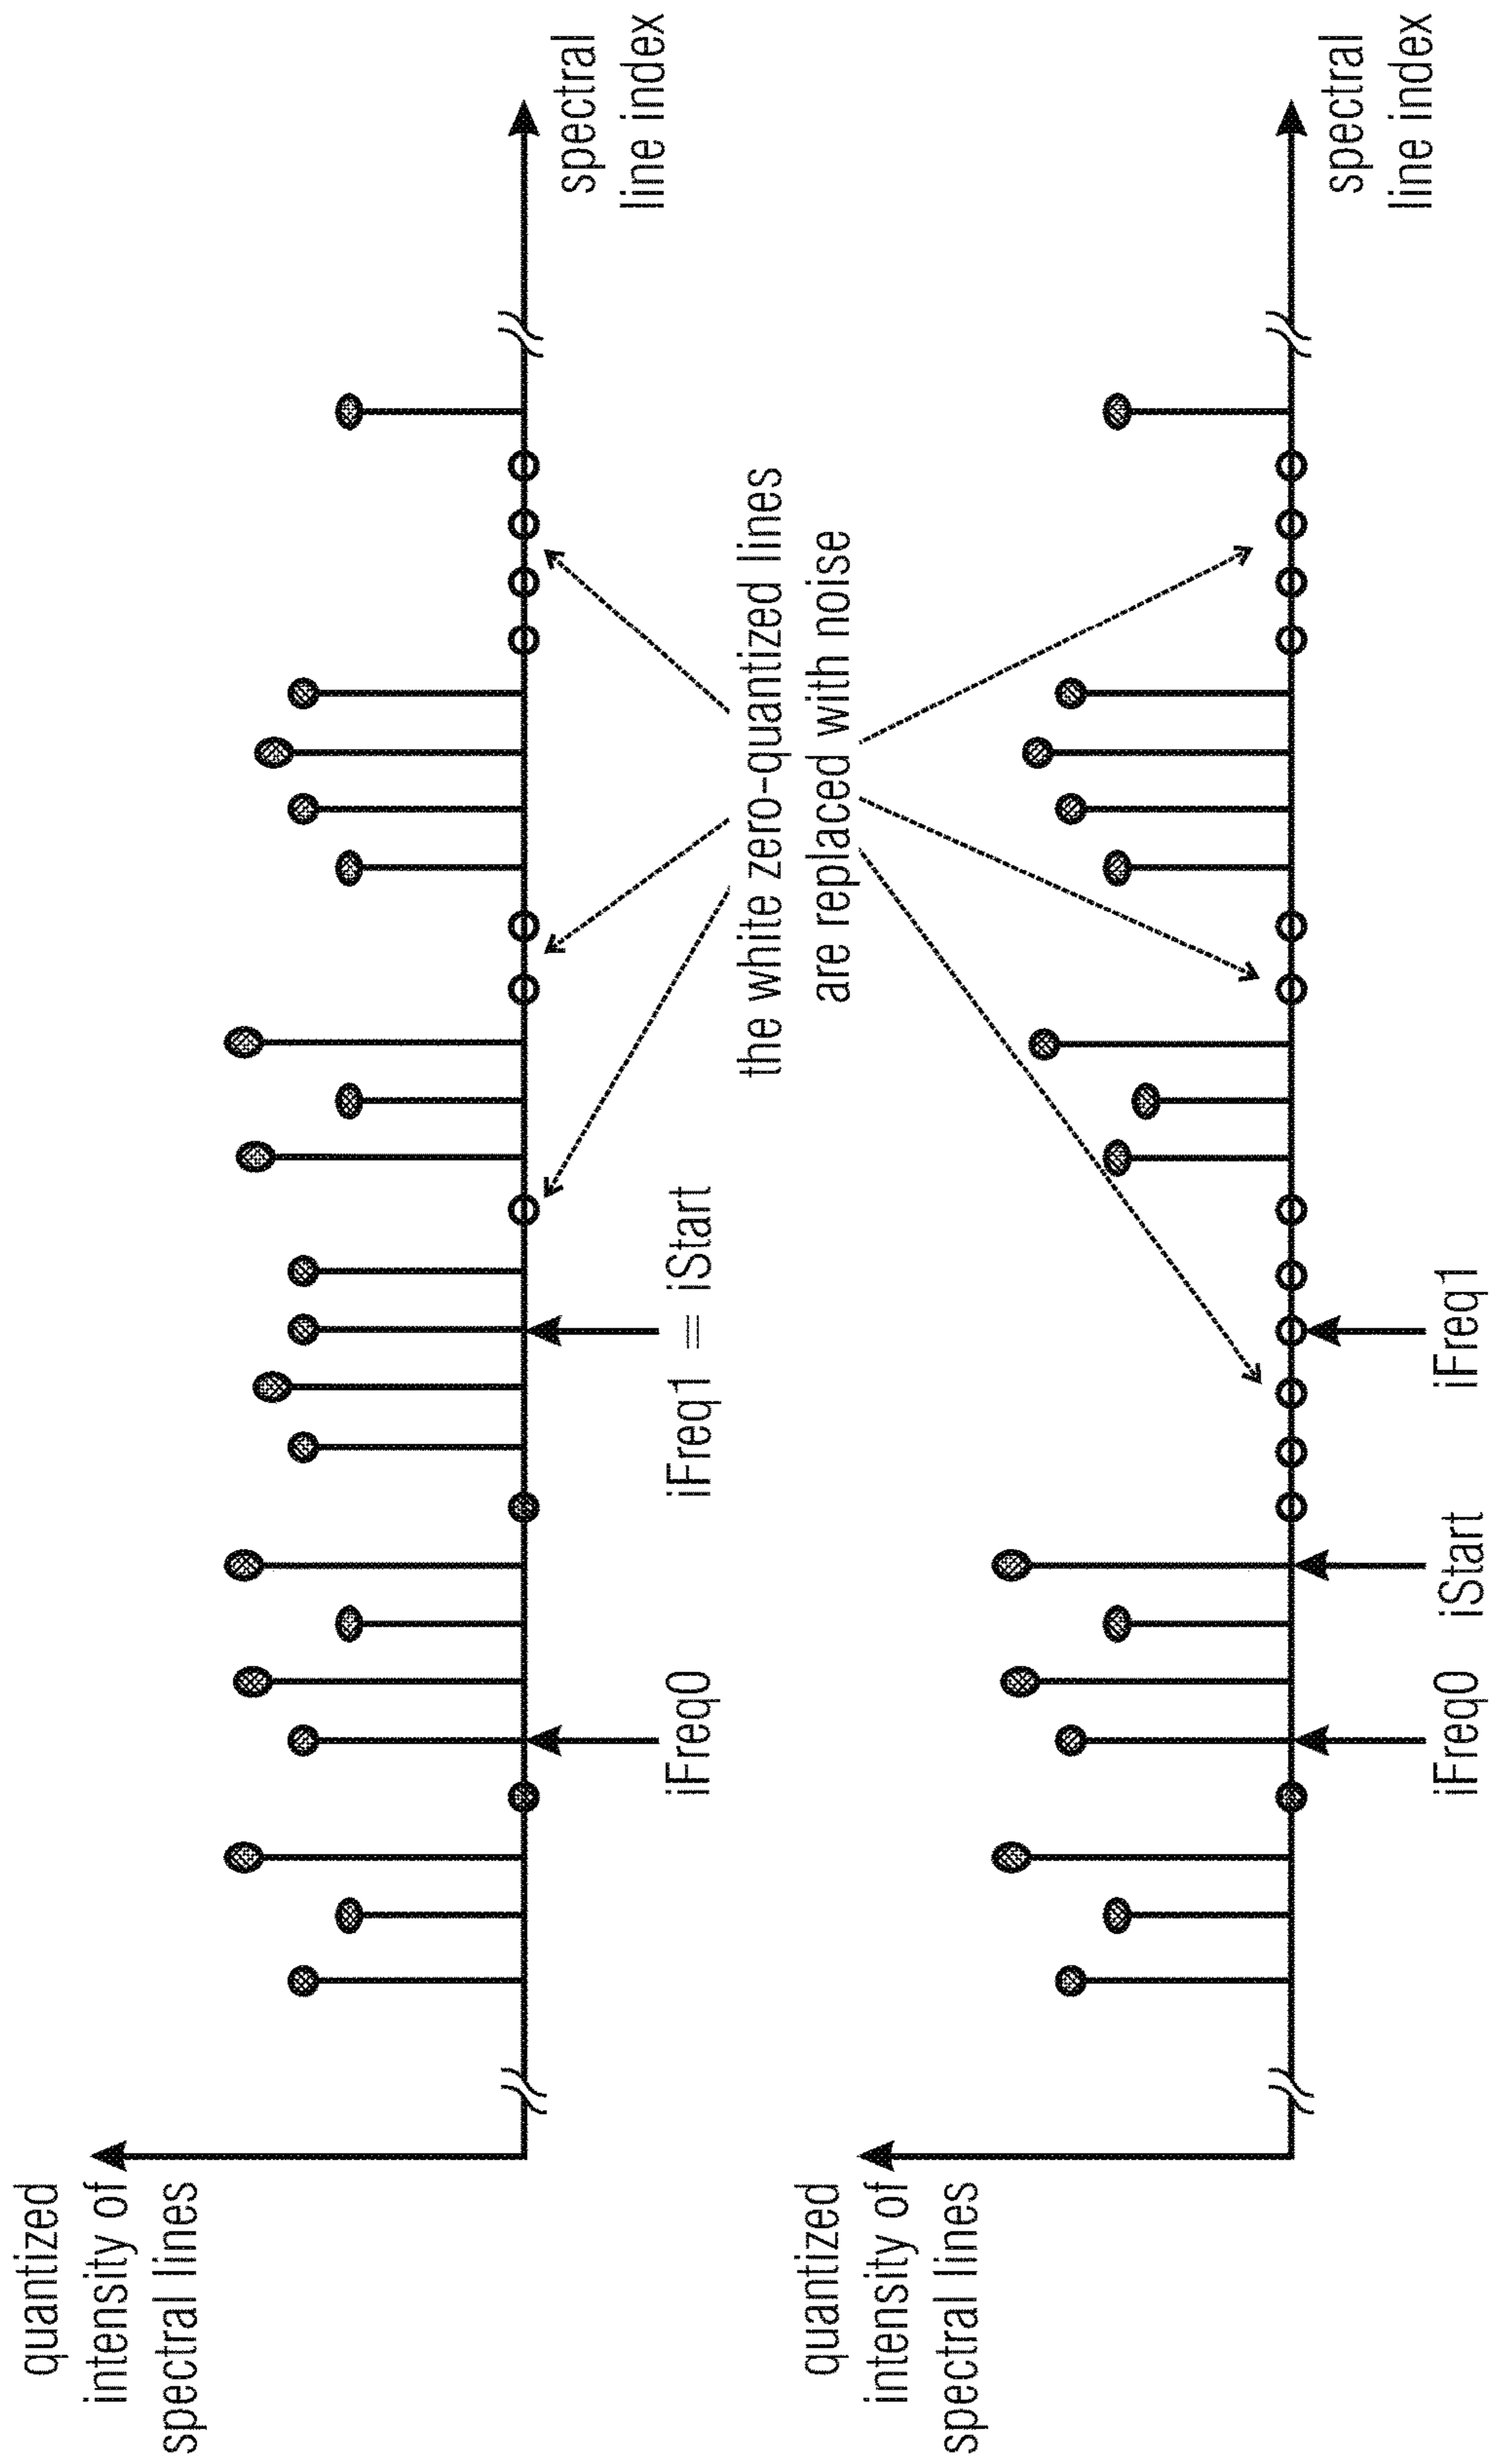 quantized
intensity of
spectral lines
iFreq0
iFreq1 = iStart
spectral
line index
the white zero-quantized lines
are replaced with noise
quantized
intensity of
spectral lines
iFreq0
iStart
iFreq1
spectral
line index